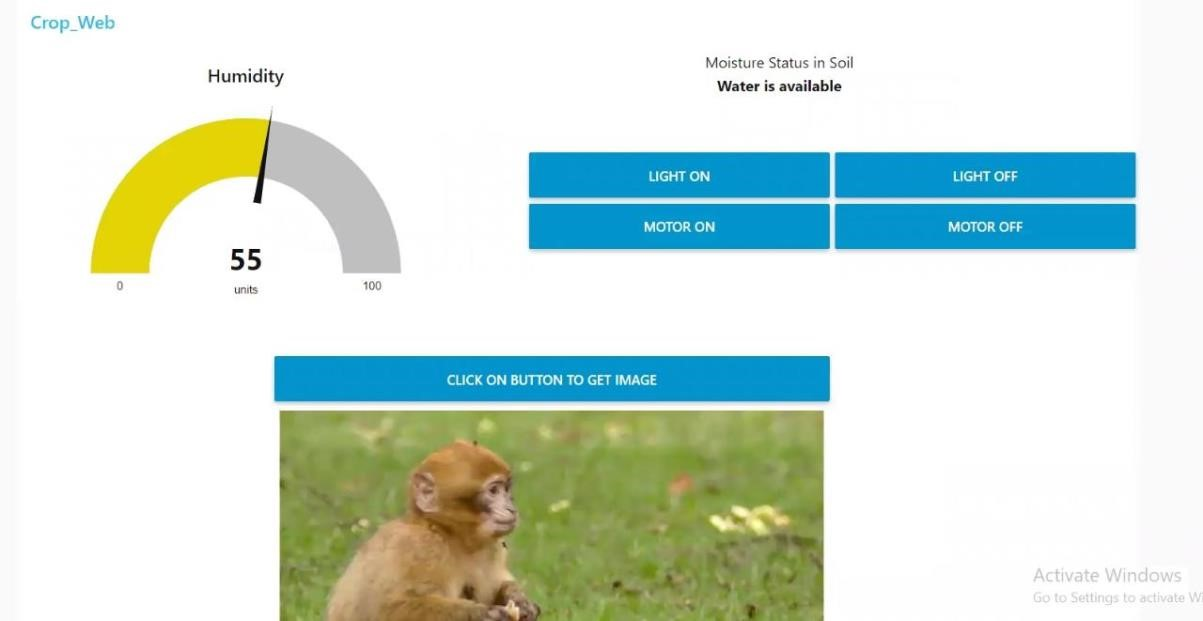 Crop_Web
Humidity
55
units
0
100
Moisture Status in Soil
Water is available
LIGHT ON
LIGHT OFF
MOTOR ON
MOTOR OFF
CLICK ON BUTTON TO GET IMAGE
Activate Windows
Go to Settings to activate